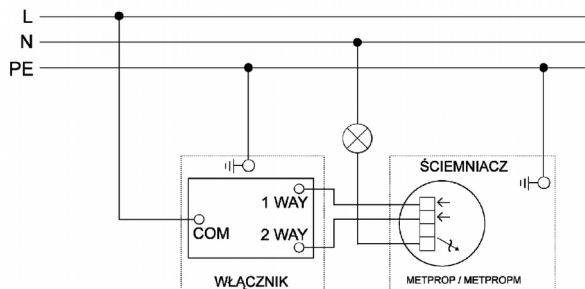 L
N
PE
ŚCIEMNIACZ
1 WAY
COM
2 WAY
WŁĄCZNIK
METPROP / METPROPM